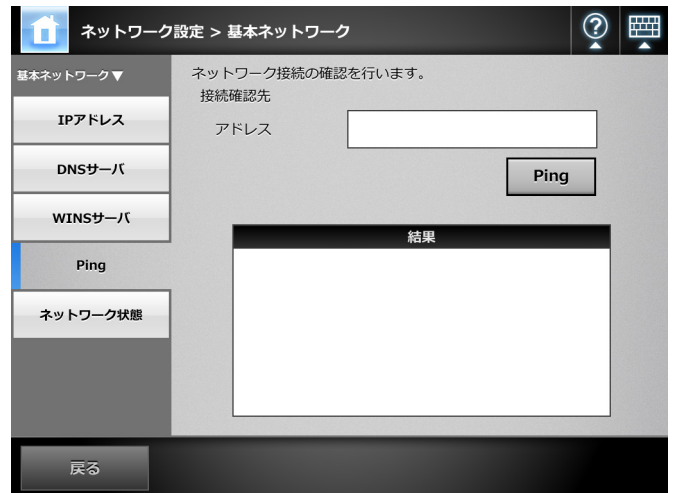 ネットワーク設定 > 基本ネットワーク
?
基本ネットワーク▼
IPアドレス
DNSサーバ
WINSサーバ
Ping
ネットワーク状態
ネットワーク接続の確認を行います。
接続確認先
アドレス
Ping
結果
戻る